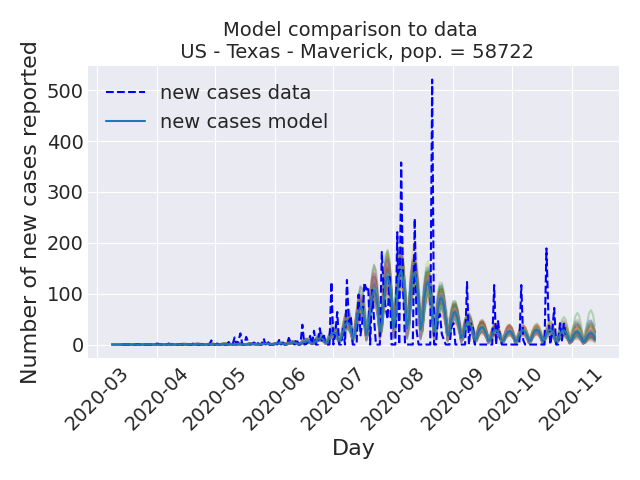 Model comparison to data
US - Texas - Maverick, pop. = 58722
Number of new cases reported
500
400
300
200
100
0
new cases data
new cases model
2020-03
2020-04
2020-05
2020-06
2020-07
2020-08
2020-09
2020-10
2020-11
Day